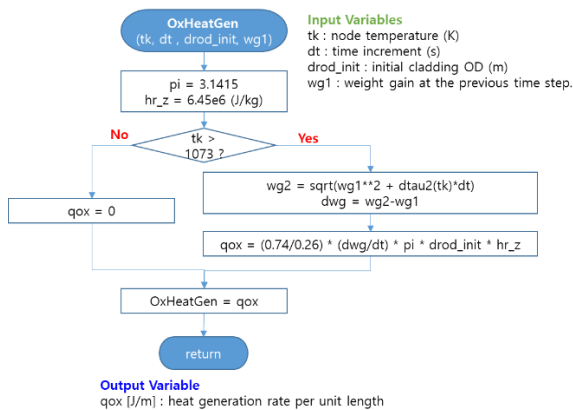 OxHeatGen
(tk, dt , drod_init, wg1)
Input Variables
tk : node temperature (K)
dt : time increment (s)
drod_init : initial cladding OD (m)
wg1 : weight gain at the previous time step.
pi = 3.1415
hr_z = 6.45e6 (J/kg)
No
tk >
1073 ?
Yes
qox = 0
wg2 = sqrt(wg1**2 + dtau2(tk)*dt)
dwg = wg2-wg1
qox = (0.74/0.26) * (dwg/dt) * pi * drod_init * hr_z
OxHeatGen = qox
return
Output Variable
qox [J/m] : heat generation rate per unit length